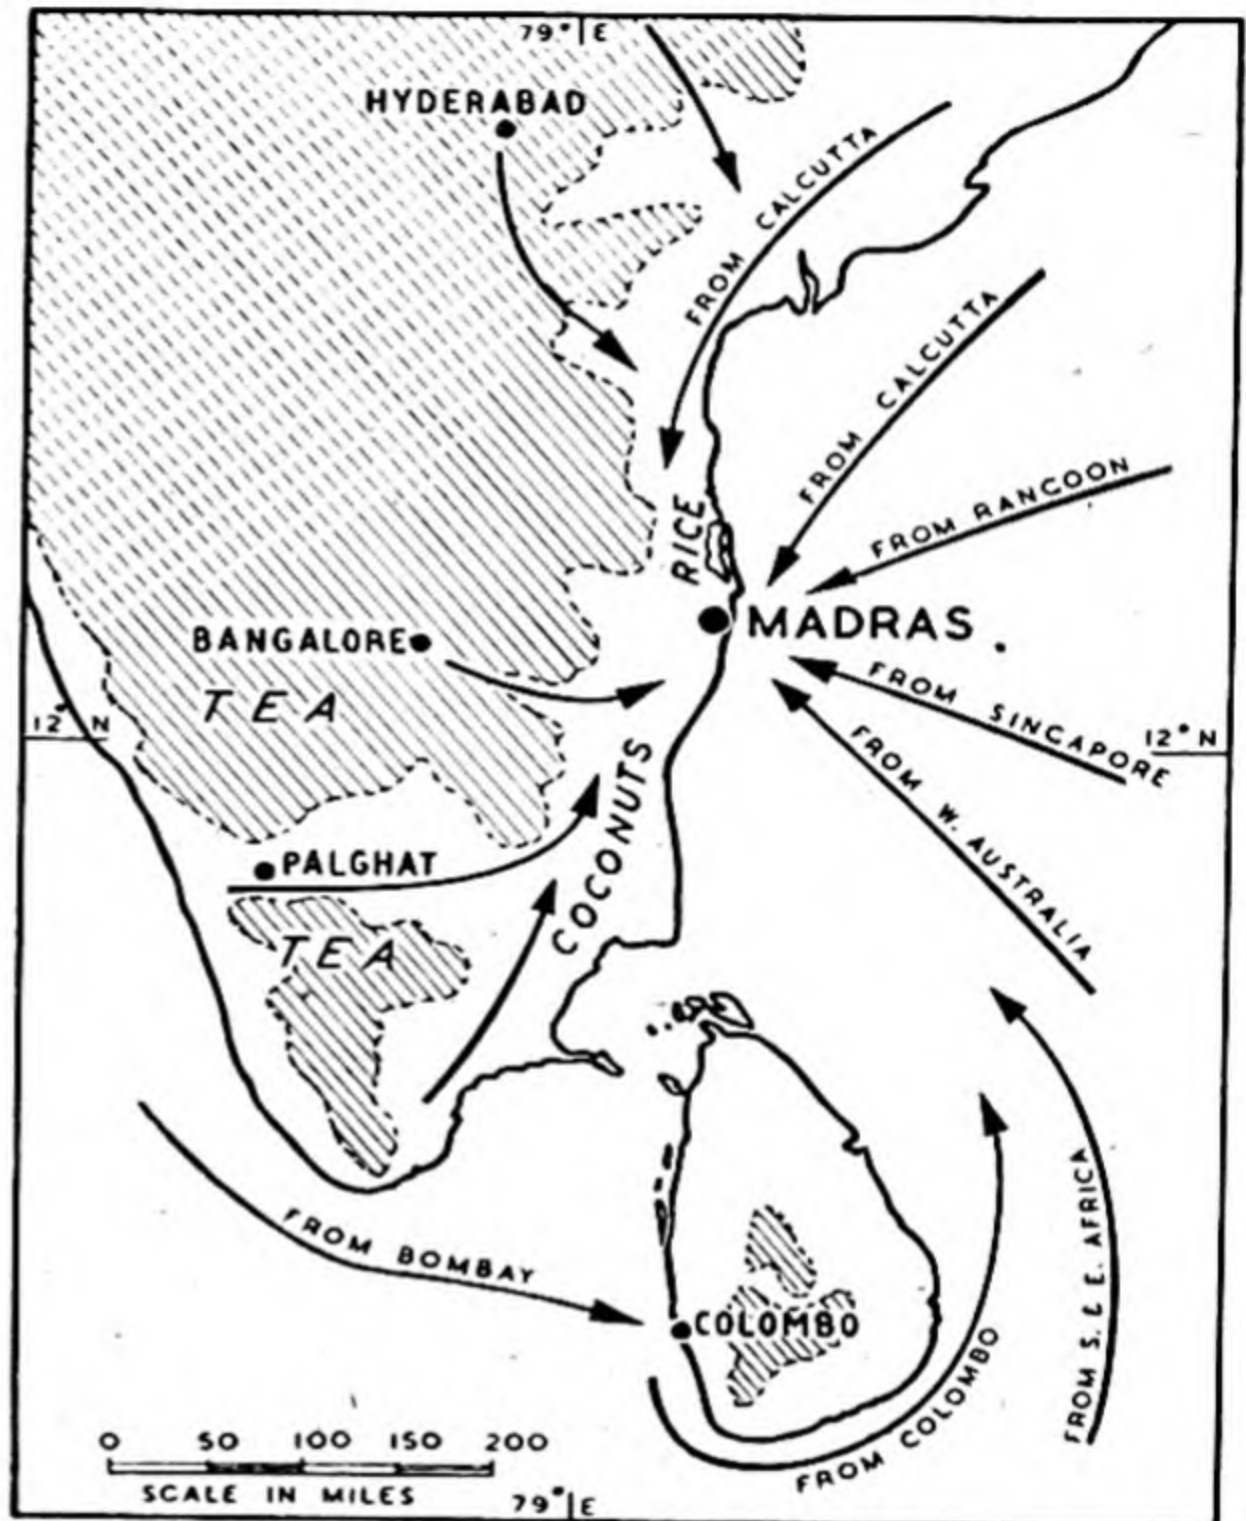 79° E
HYDERABAD
FROM CALCUTTA
FROM CALCUTTA
FROM RANGOON
RICE
MADRAS
BANGALORE
TEA
FROM SINGAPORE
12° N
12° N
FROM W. AUSTRALIA
COCONUTS
PALGHAT
TEA
FROM BOMBAY
COLOMBO
FROM S. & E. AFRICA
FROM COLOMBO
0 50 100 150 200
SCALE IN MILES
79° E